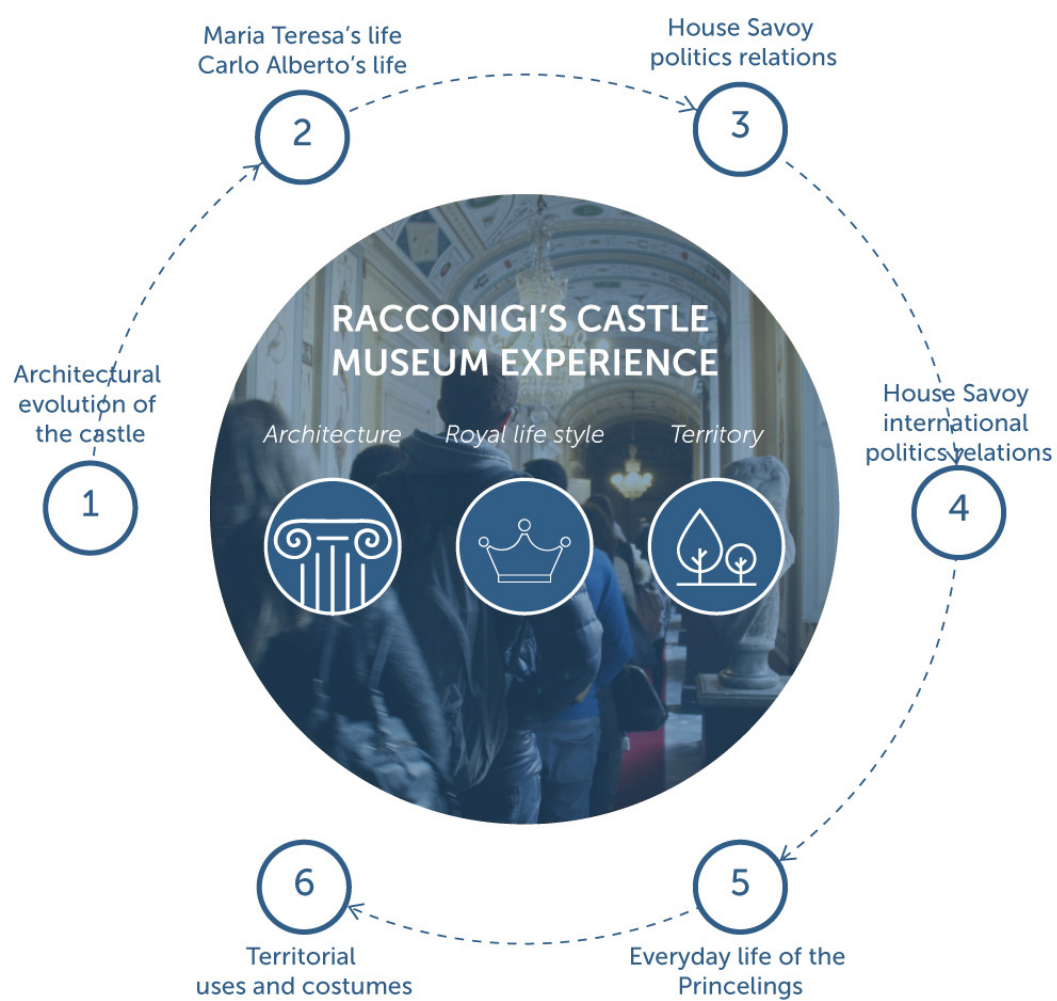 Maria Teresa's life
Carlo Alberto's life
2
House Savoy
politics relations
3
RACCONIGI'S CASTLE
MUSEUM EXPERIENCE
Architecture
Royal life style
Territory
Architectural
evolution of
the castle
1
House Savoy
international
politics relations
4
6
Territorial
uses and costumes
5
Everyday life of the
Princelings